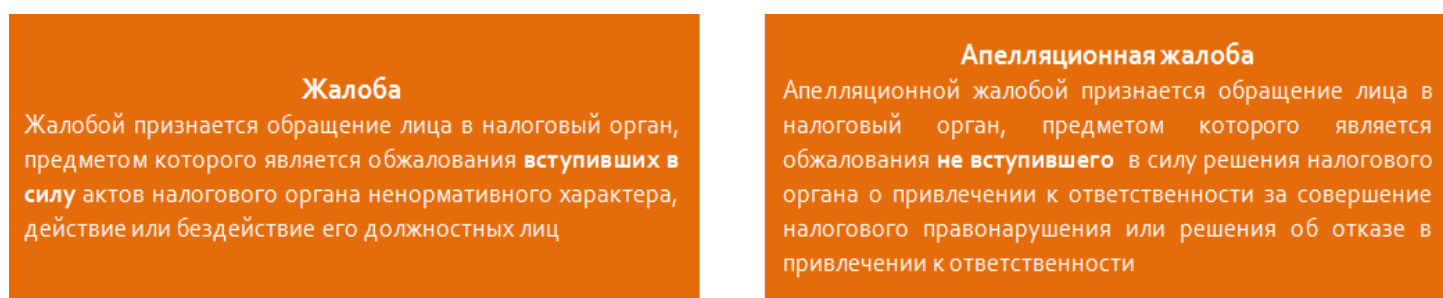 Жалоба
Жалобой признается обращение лица в налоговый орган,
предметом которого является обжалования вступивших в
силу актов налогового органа ненормативного характера,
действие или бездействие его должностных лиц
Апелляционная жалоба
Апелляционной жалобой признается обращение лица в
налоговый орган, предметом которого является
обжалования не вступившего в силу решения налогового
органа о привлечении к ответственности за совершение
налогового правонарушения или решения об отказе в
привлечении к ответственности